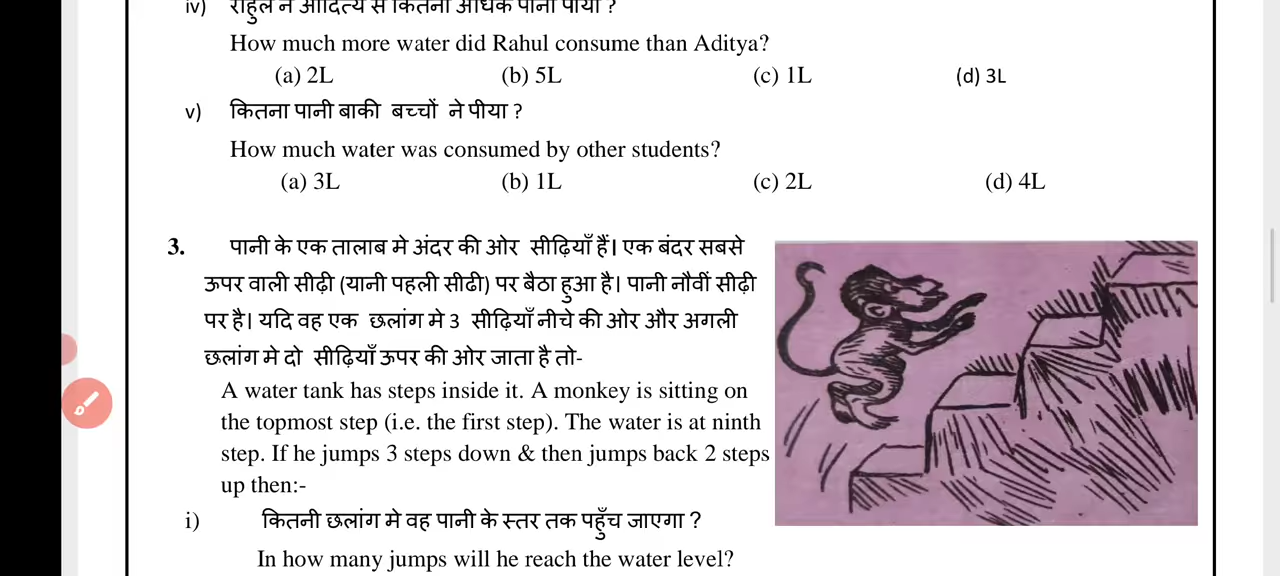 iv) राहुल ने आदित्य से कितना अधिक पानी पीया ?
How much more water did Rahul consume than Aditya?
(a) 2L (b) 5L (c) 1L (d) 3L
v) कितना पानी बाकी बच्चों ने पीया ?
How much water was consumed by other students?
(a) 3L (b) 1L (c) 2L (d) 4L
3. पानी के एक तालाब मे अंदर की ओर सीढ़ियाँ हैं। एक बंदर सबसे
ऊपर वाली सीढ़ी (यानी पहली सीढी) पर बैठा हुआ है। पानी नौवीं सीढ़ी
पर है। यदि वह एक छलांग मे 3 सीढ़ियाँ नीचे की ओर और अगली
छलांग मे दो सीढ़ियाँ ऊपर की ओर जाता है तो-
A water tank has steps inside it. A monkey is sitting on
the topmost step (i.e. the first step). The water is at ninth
step. If he jumps 3 steps down & then jumps back 2 steps
up then:-
i) कितनी छलांग मे वह पानी के स्तर तक पहुँच जाएगा ?
In how many jumps will he reach the water level?